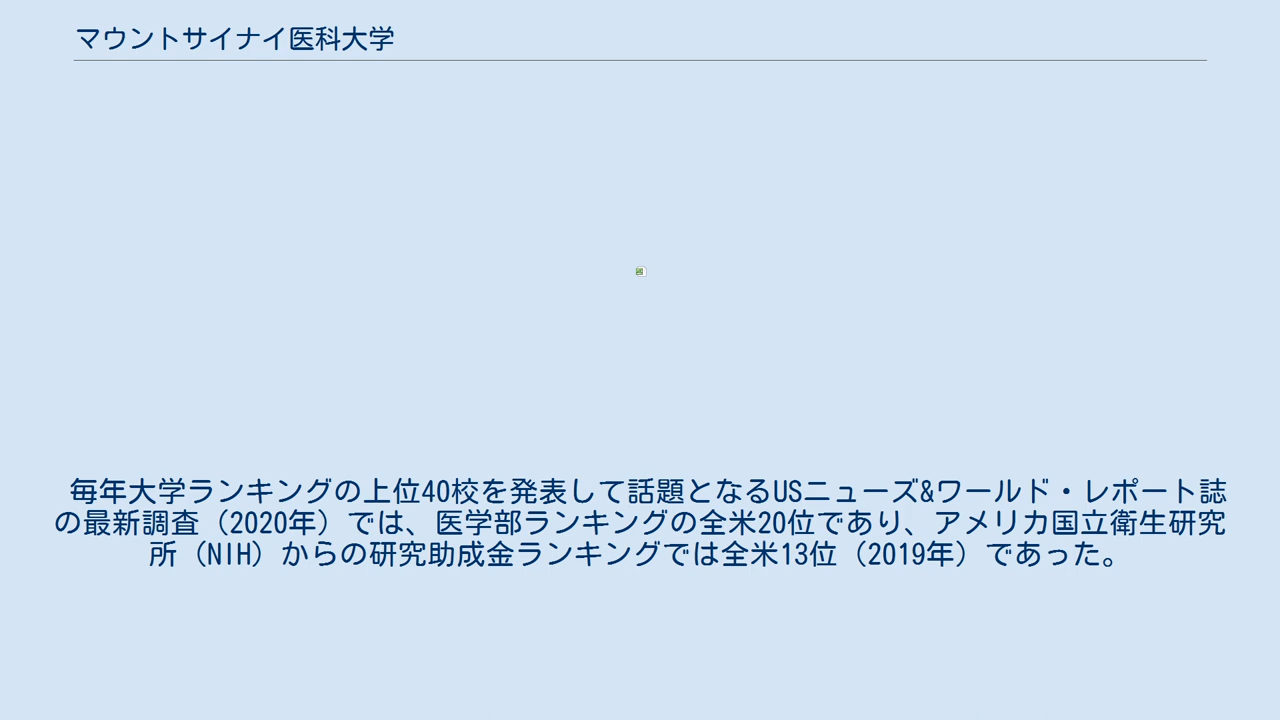 マウントサイナイ医科大学
毎年大学ランキングの上位40校を発表して話題となるUSニューズ&ワールド・レポート誌
の最新調査（2020年）では、医学部ランキングの全米20位であり、アメリカ国立衛生研究
所（NIH）からの研究助成金ランキングでは全米13位（2019年）であった。